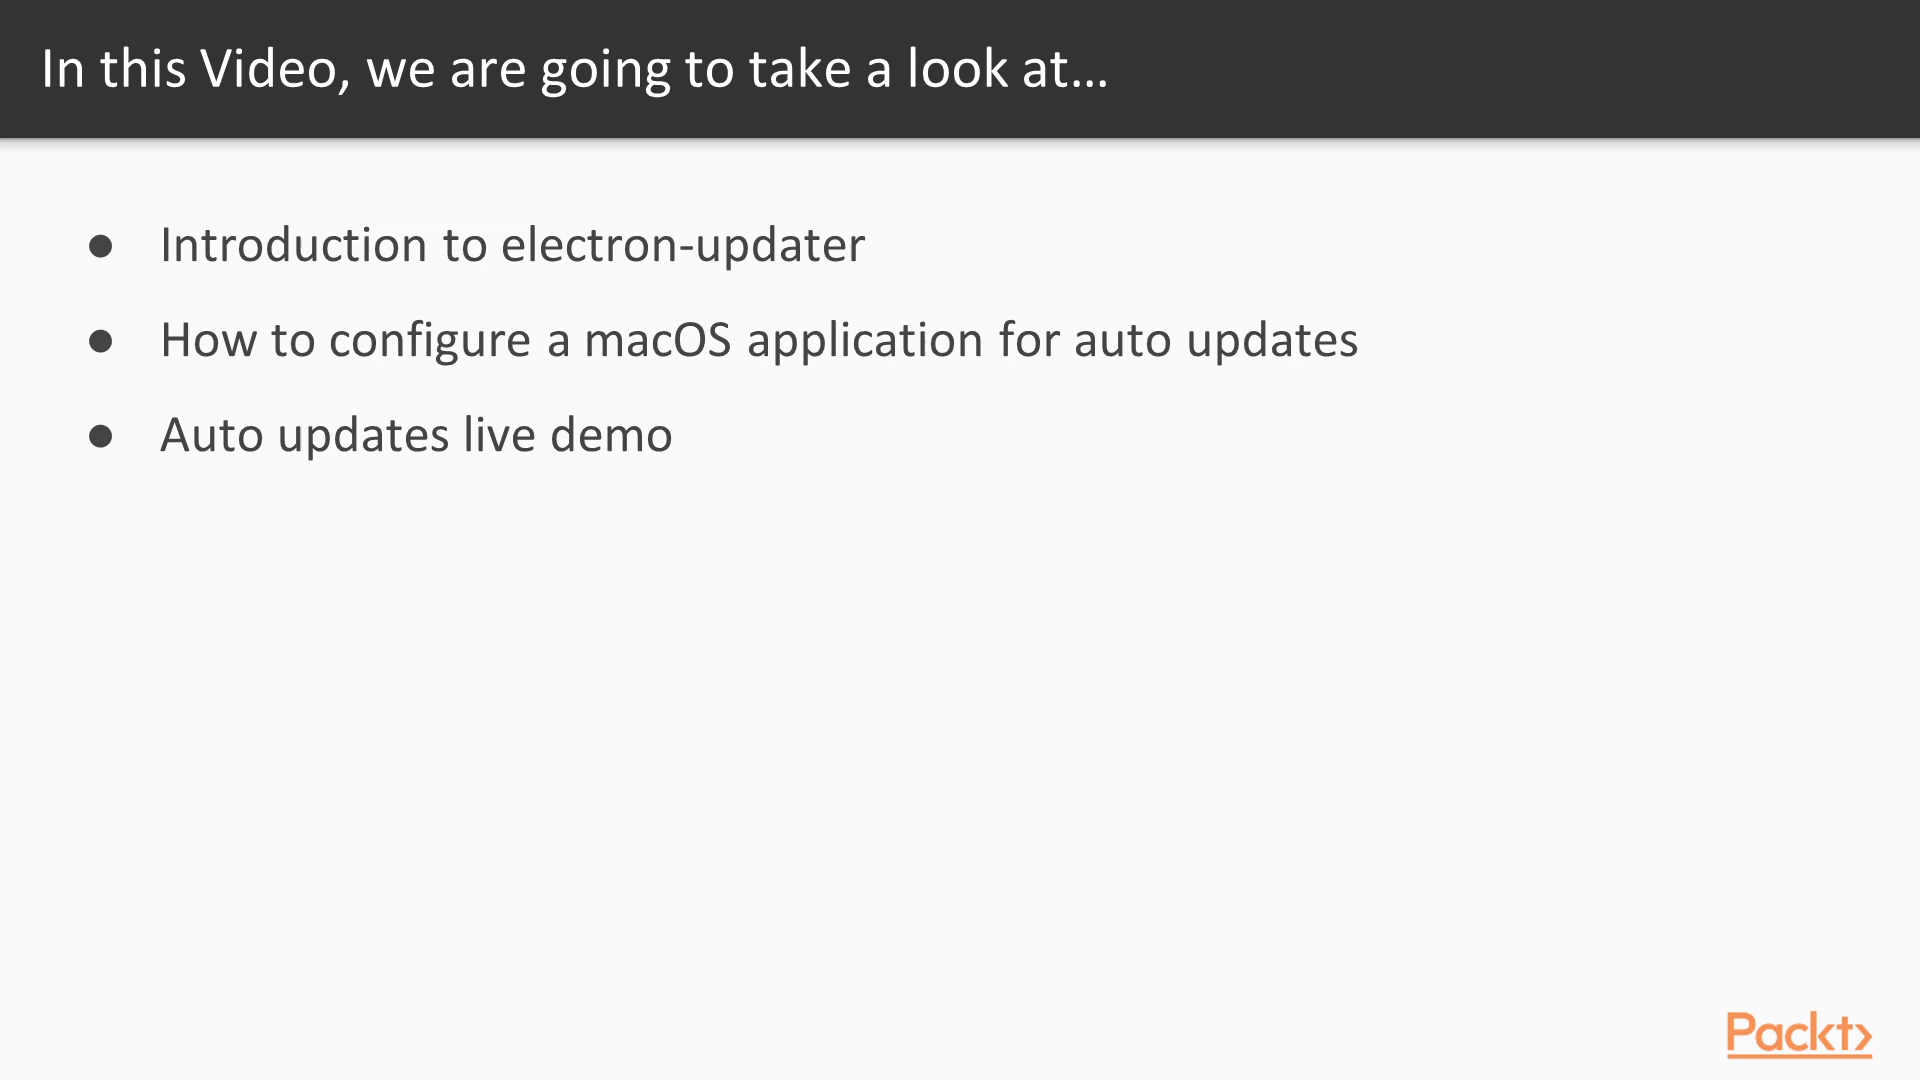 In this Video, we are going to take a look at…
● Introduction to electron-updater
● How to configure a macOS application for auto updates
● Auto updates live demo
Packt>